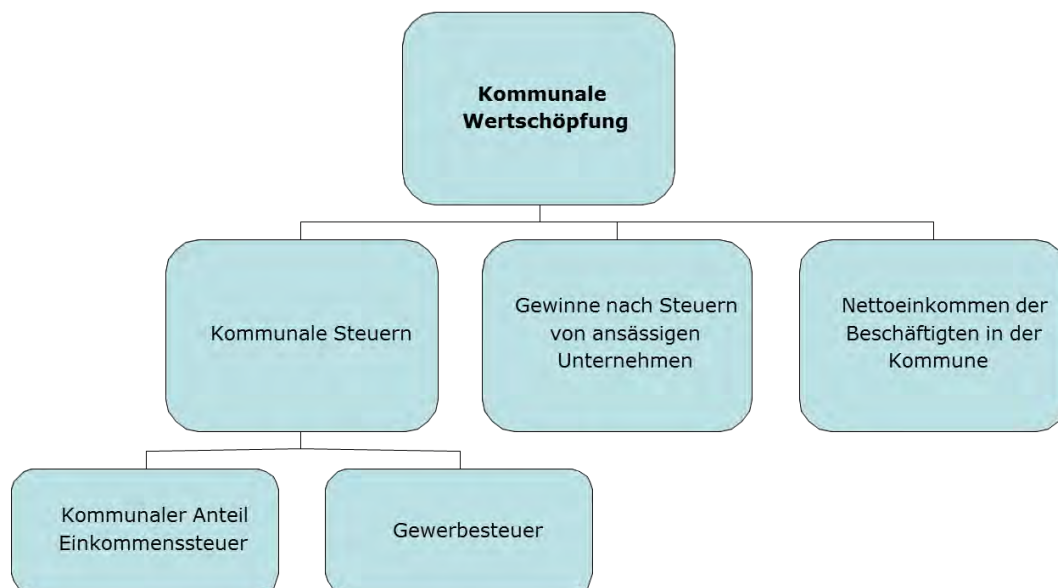 Kommunale
Wertschöpfung
Kommunale Steuern
Gewinne nach Steuern
von ansässigen
Unternehmen
Nettoeinkommen der
Beschäftigten in der
Kommune
Kommunaler Anteil
Einkommenssteuer
Gewerbesteuer